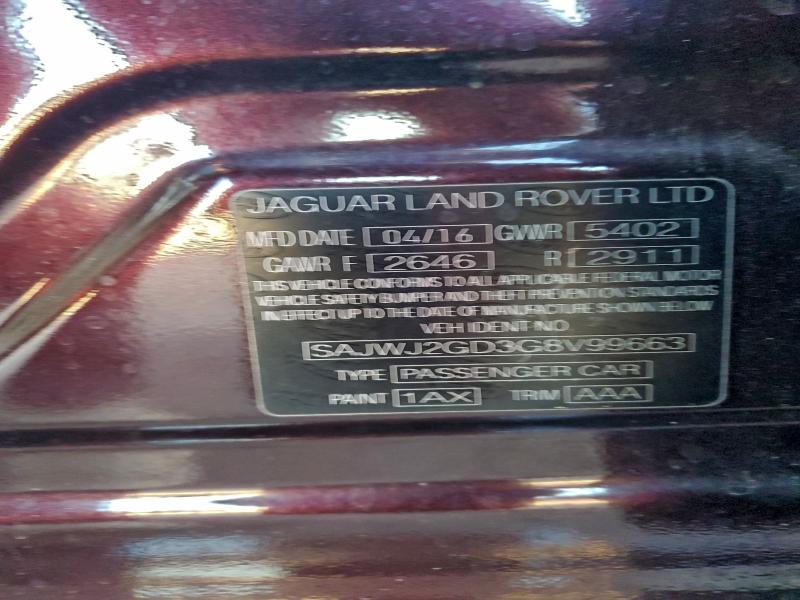 JAGUAR LAND ROVER LTD
MFD DATE 04/16 GVWR 5402
GAWR F 2646 R 2911
THIS VEHICLE CONFORMS TO ALL APPLICABLE FEDERAL MOTOR
VEHICLE SAFETY BUMPER AND THEFT PREVENTION STANDARDS
IN EFFECT UP TO THE DATE OF MANUFACTURE SHOWN BELOW
VEH IDENT NO
SAJWJ2GD3G8V99663
TYPE PASSENGER CAR
PAINT 1AX TRIM AAA